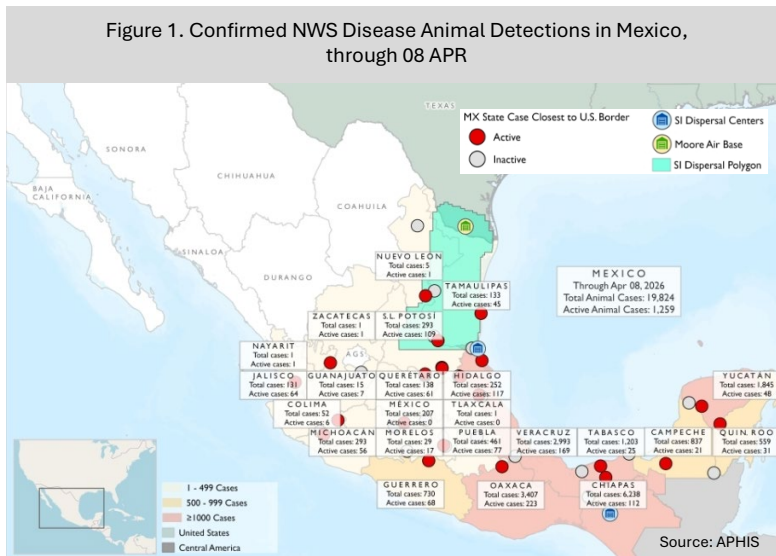 Figure 1. Confirmed NWS Disease Animal Detections in Mexico,
through 08 APR
TEXAS
MX State Case Closest to U.S. Border
Active
Inactive
SI Dispersal Centers
Moore Air Base
SI Dispersal Polygon
SONORA
BAJA
CALIFORNIA
CHIHUAHUA
COAHUILA
SINALOA
DURANGO
NUEVO LEÓN
Total cases: 5
Active cases: 1
TAMAULIPAS
Total cases: 133
Active cases: 45
MEXICO
Through Apr 08, 2026
Total Animal Cases: 19,824
Active Animal Cases: 1,259
ZACATECAS
Total cases: 1
Active cases: 1
S.L. POTOSÍ
Total cases: 293
Active cases: 109
NAYARIT
Total cases: 1
Active cases: 1
AGS
JALISCO
Total cases: 131
Active cases: 64
GUANAJUATO
Total cases: 15
Active cases: 7
QUERÉTARO
Total cases: 138
Active cases: 61
HIDALGO
Total cases: 252
Active cases: 117
YUCATÁN
Total cases: 1,845
Active cases: 48
COLIMA
Total cases: 52
Active cases: 6
MÉXICO
Total cases: 207
Active cases: 0
TLAXCALA
Total cases: 1
Active cases: 0
MICHOACÁN
Total cases: 293
Active cases: 56
MORELOS
Total cases: 29
Active cases: 17
PUEBLA
Total cases: 461
Active cases: 77
VERACRUZ
Total cases: 2,993
Active cases: 169
TABASCO
Total cases: 1,203
Active cases: 25
CAMPECHE
Total cases: 837
Active cases: 21
QUIN ROO
Total cases: 559
Active cases: 31
GUERRERO
Total cases: 730
Active cases: 68
OAXACA
Total cases: 3,407
Active cases: 223
CHIAPAS
Total cases: 6,238
Active cases: 112
1 - 499 Cases
500 - 999 Cases
≥1000 Cases
United States
Central America
Source: APHIS